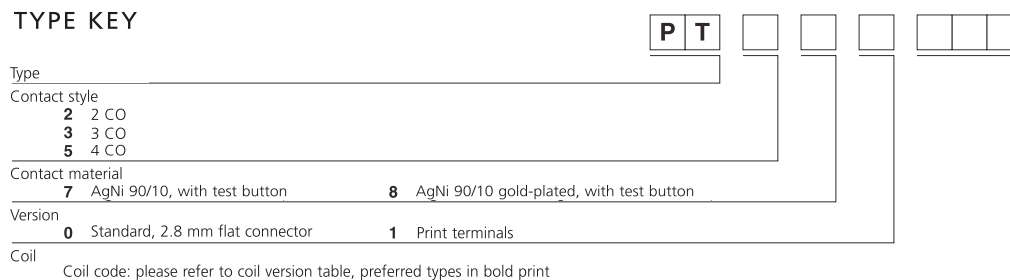 TYPE KEY
P T
Type
Contact style
2 2 CO
3 3 CO
5 4 CO
Contact material
7 AgNi 90/10, with test button 8 AgNi 90/10 gold-plated, with test button
Version
0 Standard, 2.8 mm flat connector 1 Print terminals
Coil
Coil code: please refer to coil version table, preferred types in bold print